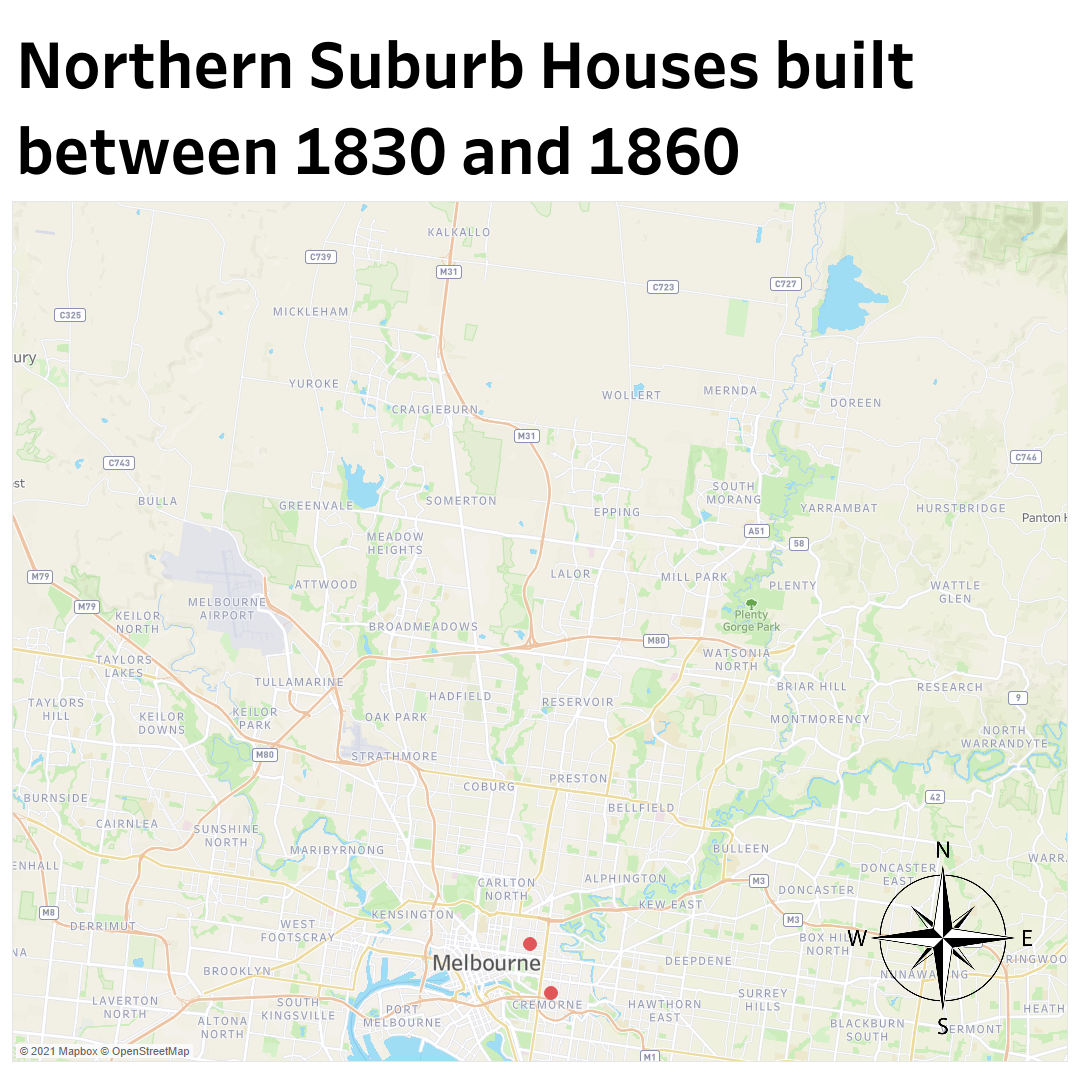 Northern Suburb Houses built
between 1830 and 1860
KALKALLO
C739
M31
C723
C727
C325
MICKLEHAM
ury
YUROKE
WOLLERT
MERNDA
DOREEN
CRAIGIEBURN
M31
C743
C746
st
BULLA
GREENVALE
SOMERTON
EPPING
SOUTH
MORANG
YARRAMBAT
HURSTBRIDGE
Panton H
A51
58
MEADOW
HEIGHTS
M79
ATTWOOD
LALOR
MILL PARK
PLENTY
WATTLE
GLEN
M79
MELBOURNE
AIRPORT
KEILOR
NORTH
BROADMEADOWS
Plenty
Gorge Park
M80
TAYLORS
LAKES
WATSONIA
NORTH
TULLAMARINE
BRIAR HILL
RESEARCH
9
TAYLORS
HILL
KEILOR
DOWNS
KEILOR
PARK
HADFIELD
RESERVOIR
OAK PARK
MONTMORENCY
NORTH
WARRANDYTE
M80
STRATHMORE
PRESTON
COBURG
BURNSIDE
42
BELLFIELD
CAIRNLEA
SUNSHINE
NORTH
MARIBYRNONG
BULLEEN
N
ENHALL
WARR
CARLTON
NORTH
ALPHINGTON
M3
DONCASTER
DONCASTER
EAST
M8
KENSINGTON
KEW EAST
M3
DERRIMUT
WEST
FOOTSCRAY
W
E
BOX HIL
NORTH
NA
Melbourne
DEEPDENE
RINGWOO
BROOKLYN
NUNAWADING
LAVERTON
NORTH
SOUTH
KINGSVILLE
CREMORNE
HAWTHORN
EAST
SURREY
HILLS
HEATH
PORT
MELBOURNE
ALTONA
NORTH
BLACKBURN
SOUTH
S
ERMONT
© 2021 Mapbox © OpenStreetMap
M1